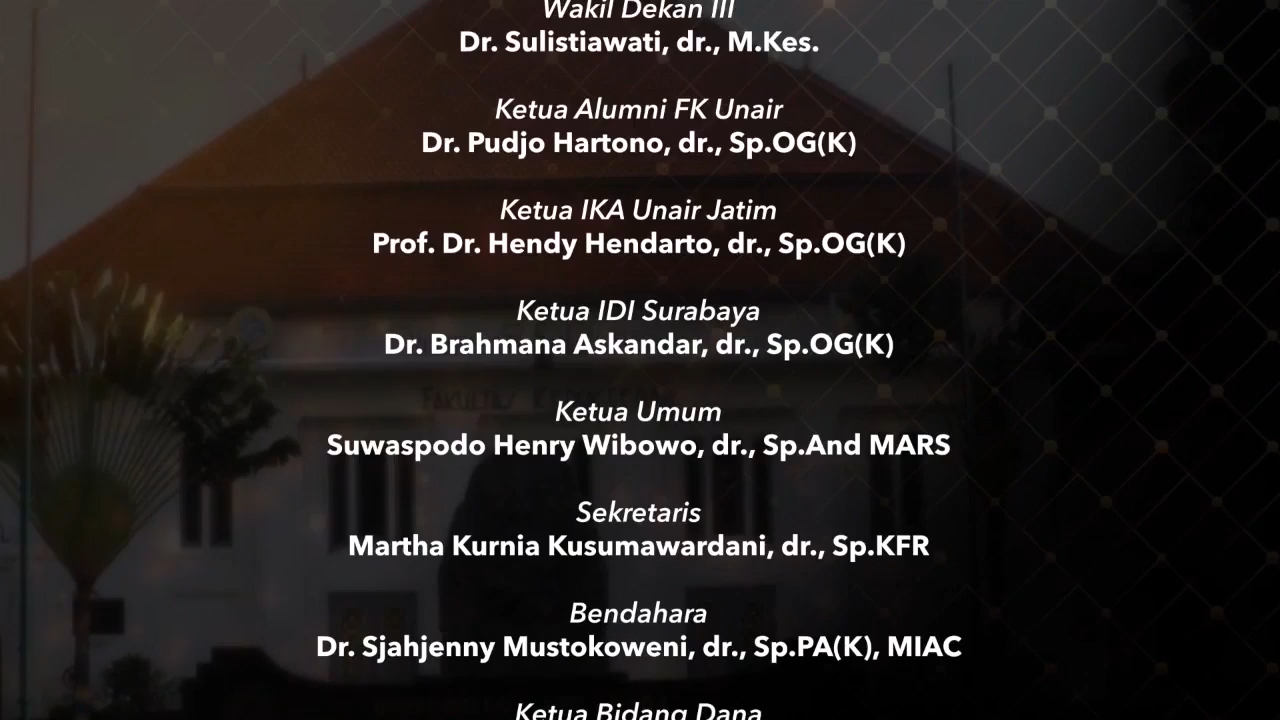 Wakil Dekan III
Dr. Sulistiawati, dr., M.Kes.
Ketua Alumni FK Unair
Dr. Pudjo Hartono, dr., Sp.OG(K)
Ketua IKA Unair Jatim
Prof. Dr. Hendy Hendarto, dr., Sp.OG(K)
Ketua IDI Surabaya
Dr. Brahmana Askandar, dr., Sp.OG(K)
Ketua Umum
Suwaspodo Henry Wibowo, dr., Sp.And MARS
Sekretaris
Martha Kurnia Kusumawardani, dr., Sp.KFR
Bendahara
Dr. Sjahjenny Mustokoweni, dr., Sp.PA(K), MIAC
Ketua Bidang Dana